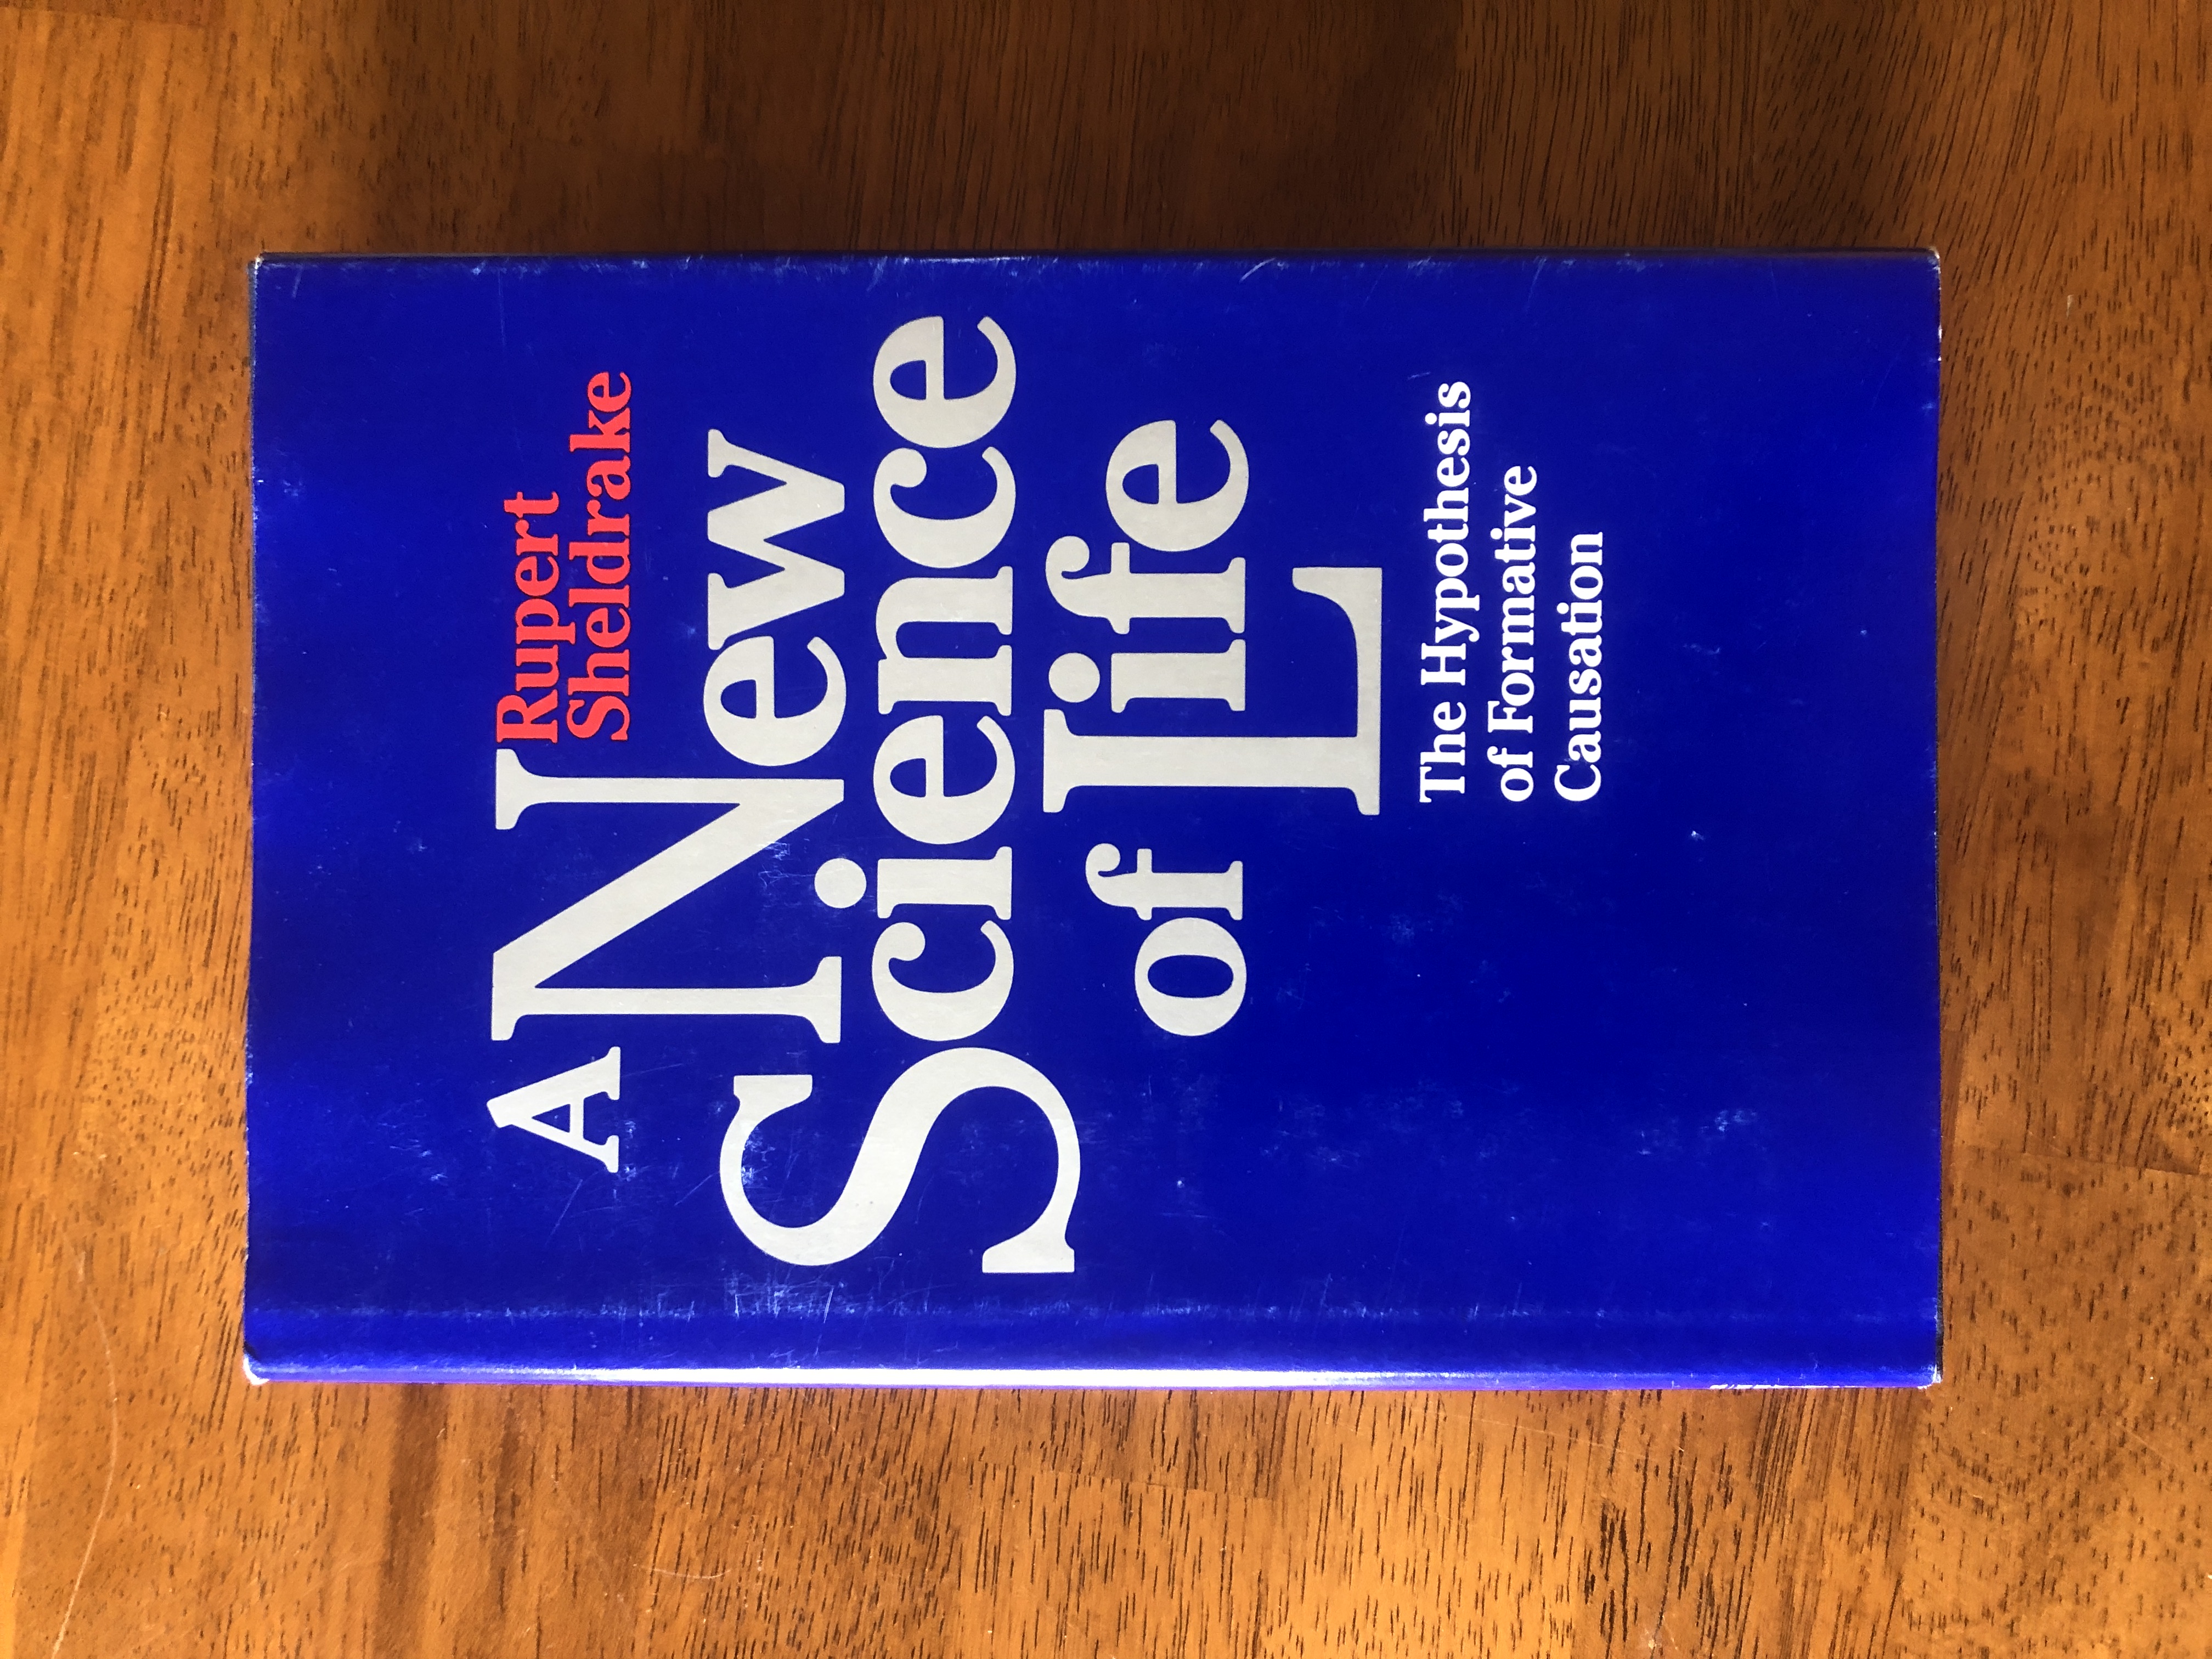 Rupert
Sheldrake
A New
Science
of Life
The Hypothesis
of Formative
Causation